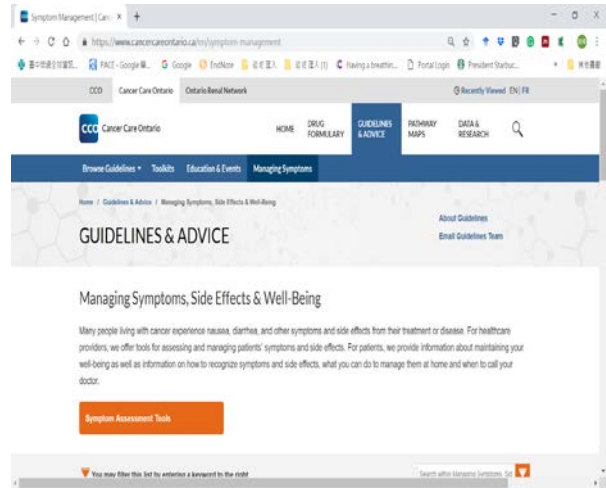 Symptom Management | Canc
https://www.cancercareontario.ca/en/symptom-management
Google EndNote Having a breathin... Portal Login President Starbuc...
CCO Cancer Care Ontario Ontario Renal Network Recently Viewed EN| FR
CCO Cancer Care Ontario HOME DRUG FORMULARY GUIDELINES & ADVICE PATHWAY MAPS DATA & RESEARCH
Browse Guidelines Toolkits Education & Events Managing Symptoms
Home / Guidelines & Advice / Managing Symptoms, Side Effects & Well-Being
About Guidelines
GUIDELINES & ADVICE
Email Guidelines Team
Managing Symptoms, Side Effects & Well-Being
Many people living with cancer experience nausea, diarrhea, and other symptoms and side effects from their treatment or disease. For healthcare
providers, we offer tools for assessing and managing patients' symptoms and side effects. For patients, we provide information about maintaining your
well-being as well as information on how to recognize symptoms and side effects, what you can do to manage them at home and when to call your
doctor.
Symptom Assessment Tools
You may filter this list by entering a keyword to the right
Search within Managing Symptoms, Sid